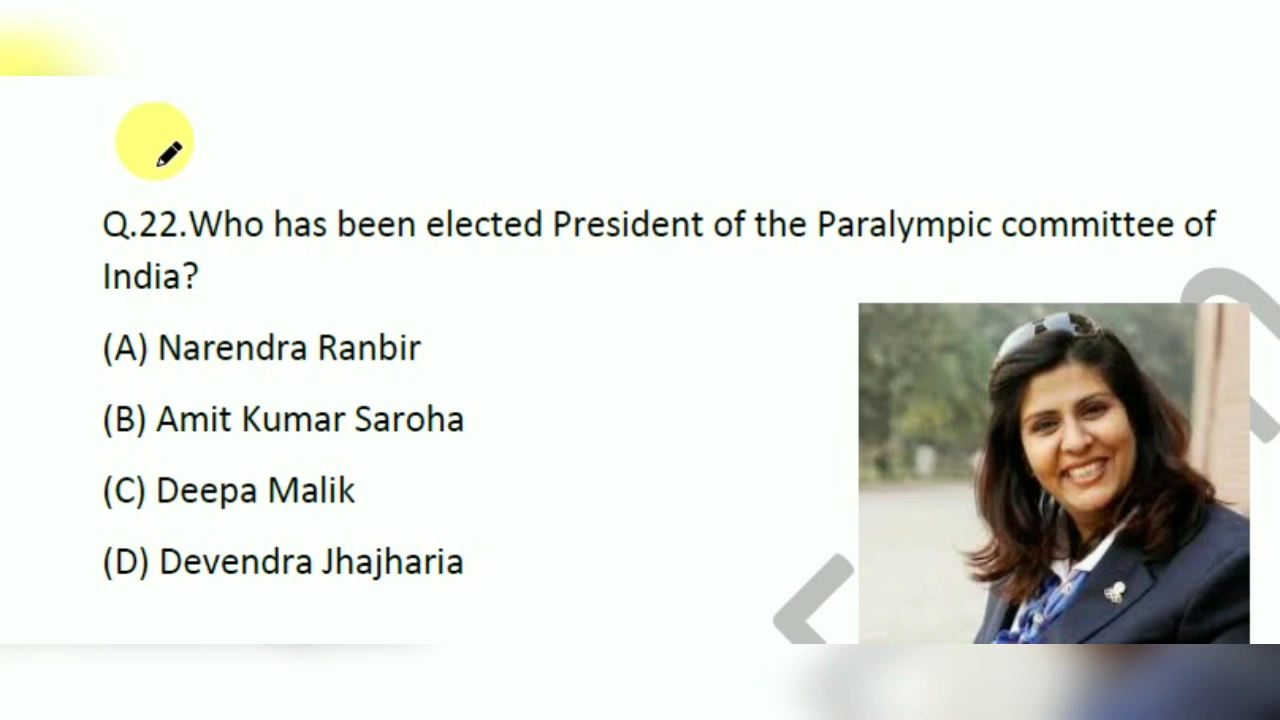 Q.22.Who has been elected President of the Paralympic committee of
India?
(A) Narendra Ranbir
(B) Amit Kumar Saroha
(C) Deepa Malik
(D) Devendra Jhajharia